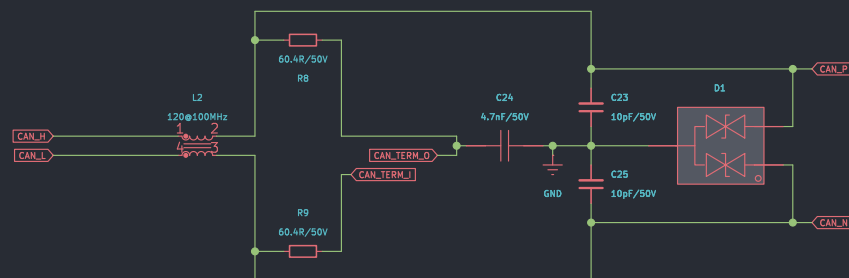 60.4R/50V
R8
L2
120@100MHz
1
2
4
3
CAN_H
CAN_L
C24
4.7nF/50V
CAN_TERM_O
CAN_TERM_I
GND
C23
10pF/50V
C25
10pF/50V
D1
CAN_P
CAN_N
R9
60.4R/50V